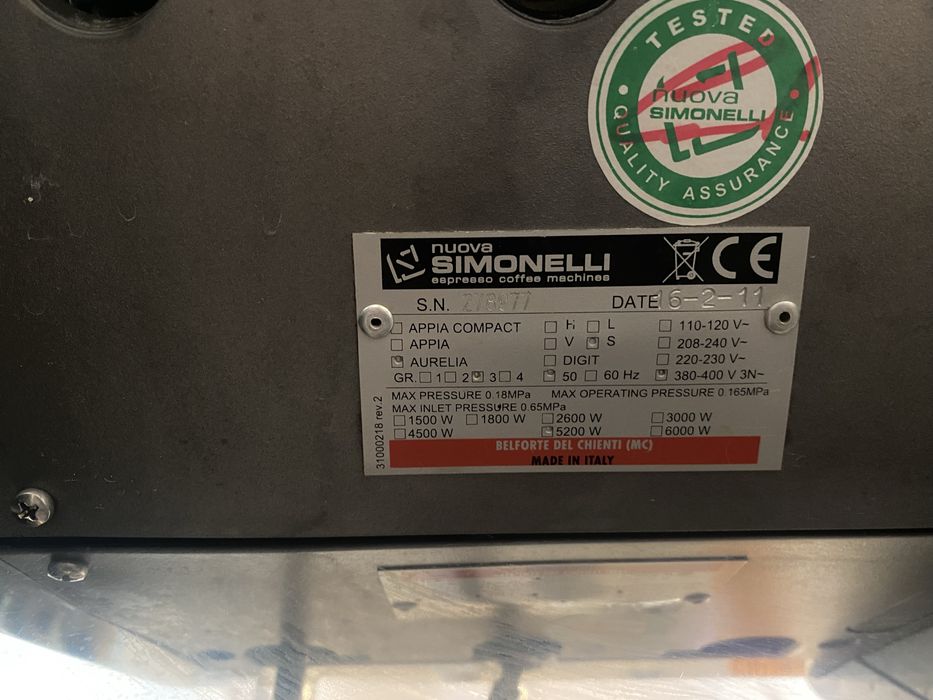 TESTED
nuova
SIMONELLI
QUALITY ASSURANCE
nuova
SIMONELLI
espresso coffee machines
CE
S.N. DATE 16-2-11
APPIA COMPACT H L 110-120 V~
APPIA V S 208-240 V~
AURELIA DIGIT 220-230 V~
GR. 1 2 3 4 50 60 Hz 380-400 V 3N~
MAX PRESSURE 0.18MPa MAX OPERATING PRESSURE 0.165MPa
MAX INLET PRESSURE 0.65MPa
1500 W 1800 W 2600 W 3000 W
4500 W 5200 W 6000 W
31000218 rev.2
BELFORTE DEL CHIENTI (MC)
MADE IN ITALY